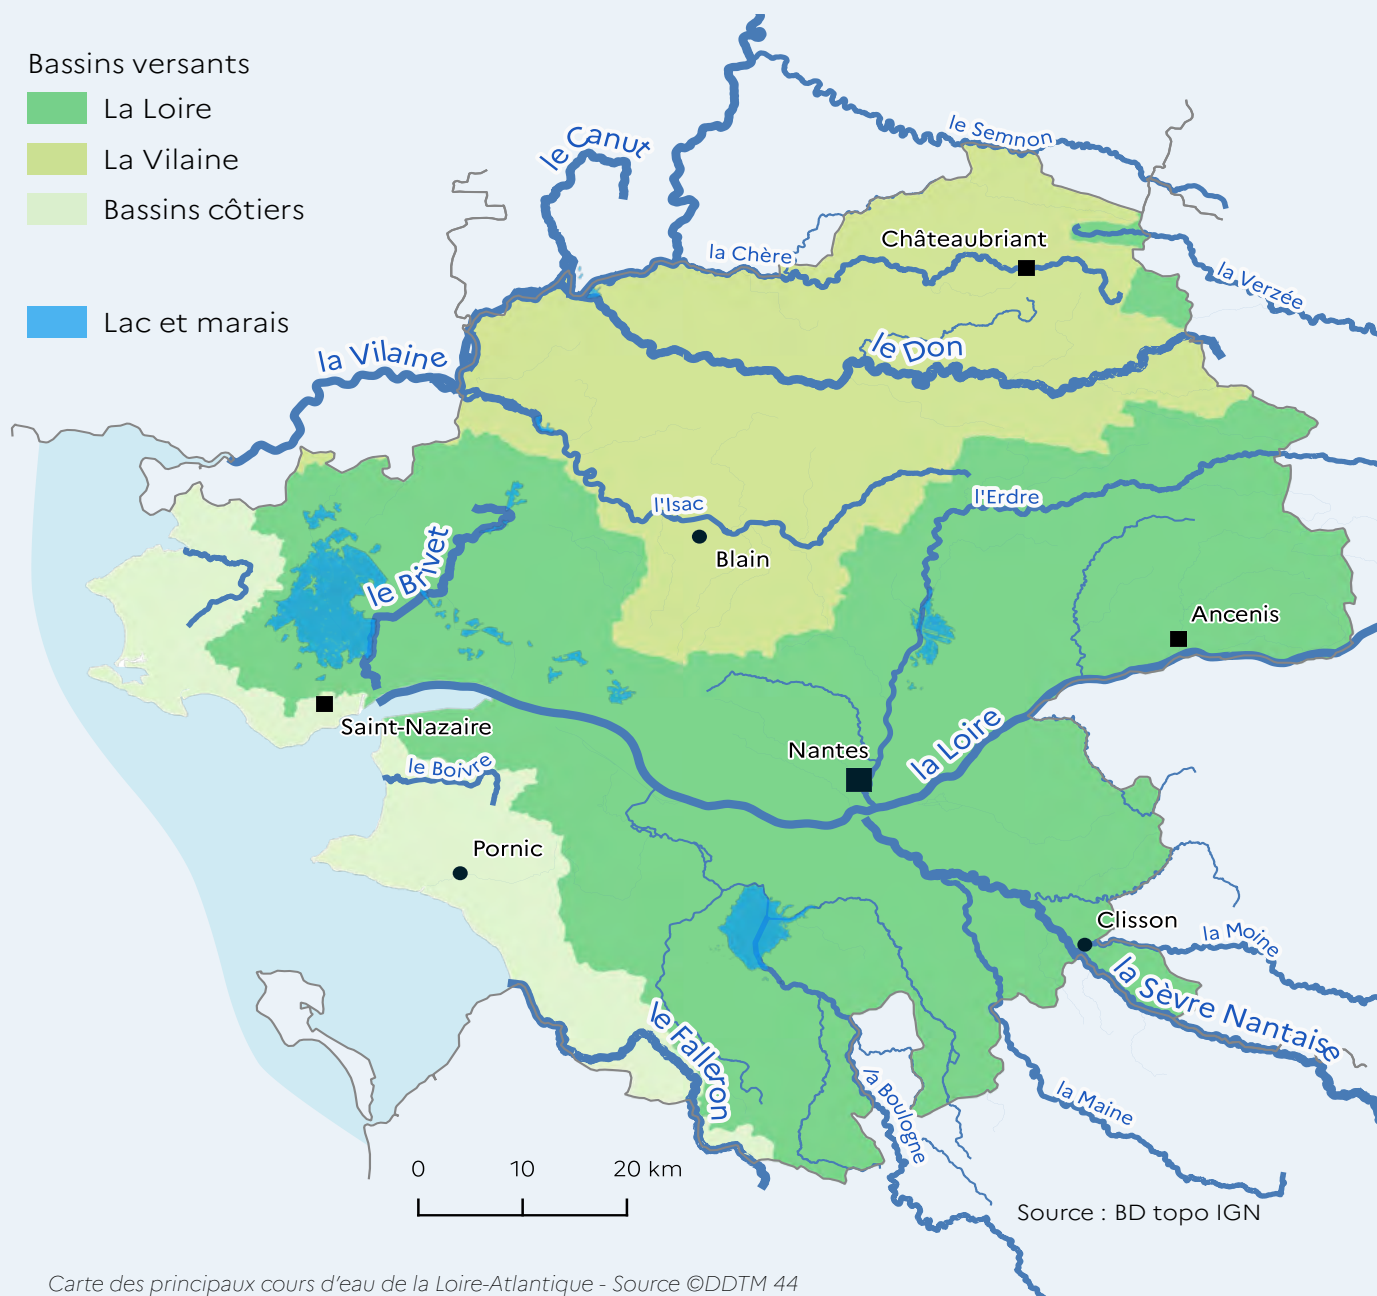 Bassins versants
La Loire
La Vilaine
Bassins côtiers
Lac et marais
le Semnon
le Canut
Châteaubriant
la Chère
la Verzée
la Vilaine
le Don
l'Isac
l'Erdre
Blain
le Brivet
Ancenis
Saint-Nazaire
la Loire
Nantes
le Boivre
Pornic
Clisson
la Moine
la Sèvre Nantaise
le Falleron
la Boulogne
la Maine
0 10 20 km
Source : BD topo IGN
Carte des principaux cours d'eau de la Loire-Atlantique - Source ©DDTM 44